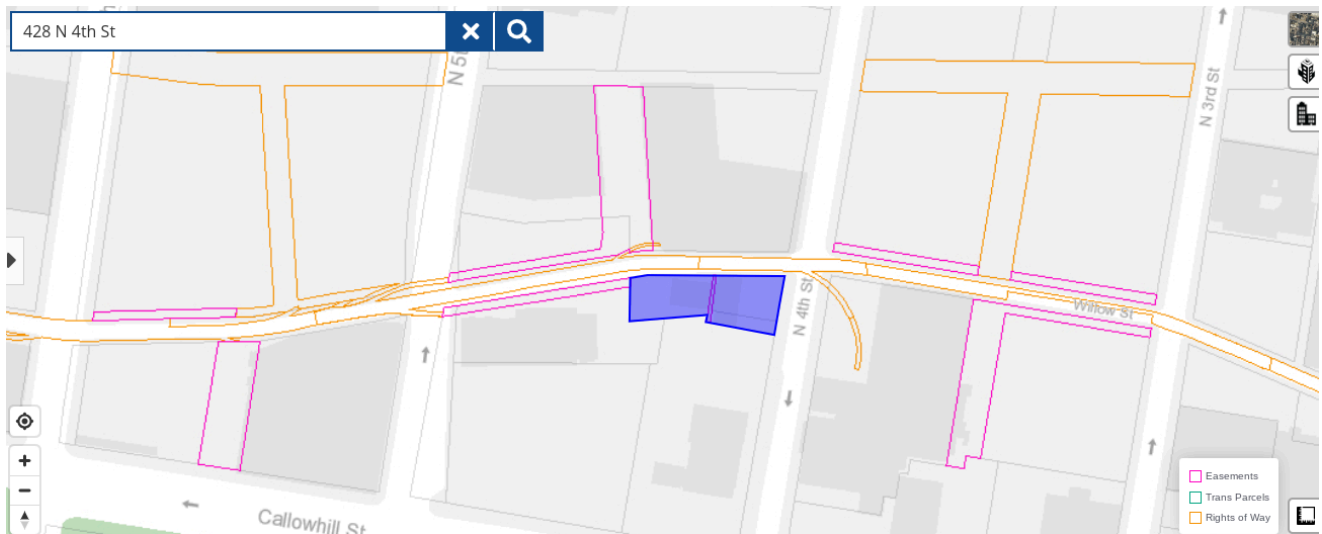 428 N 4th St
N 5t
N 3rd St
N 4th St
Willow St
Callowhill St
Easements
Trans Parcels
Rights of Way